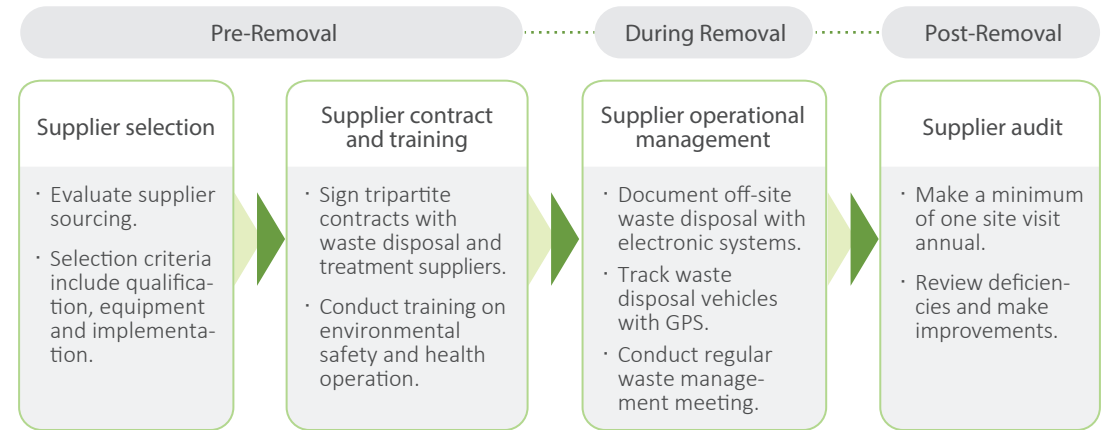 Pre-Removal
During Removal
Post-Removal
Supplier selection
· Evaluate supplier
sourcing.
· Selection criteria
include qualifica-
tion, equipment
and implementa-
tion.
Supplier contract
and training
· Sign tripartite
contracts with
waste disposal and
treatment suppliers.
· Conduct training on
environmental
safety and health
operation.
Supplier operational
management
· Document off-site
waste disposal with
electronic systems.
· Track waste
disposal vehicles
with GPS.
· Conduct regular
waste manage-
ment meeting.
Supplier audit
· Make a minimum
of one site visit
annual.
· Review deficien-
cies and make
improvements.